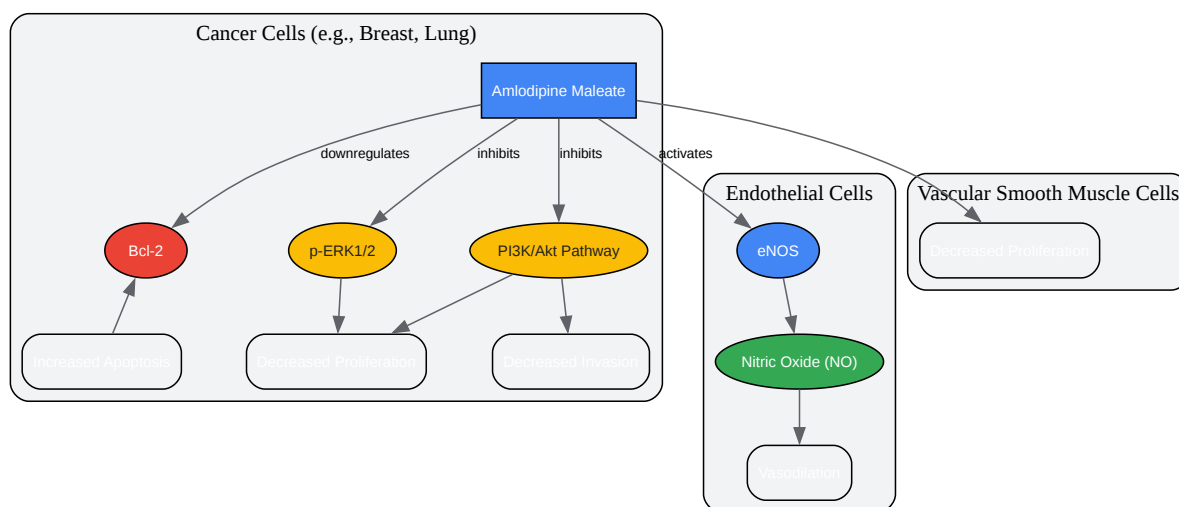 Cancer Cells (e.g., Breast, Lung)
Amlodipine Maleate
downregulates
inhibits
inhibits
activates
Endothelial Cells
Vascular Smooth Muscle Cells
Bcl-2
p-ERK1/2
PI3K/Akt Pathway
eNOS
Decreased Proliferation
Increased Apoptosis
Decreased Proliferation
Decreased Invasion
Nitric Oxide (NO)
Vasodilation